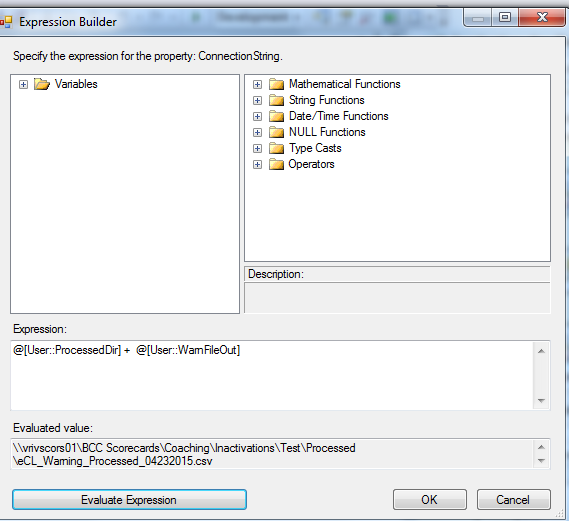 Expression Builder
Specify the expression for the property: ConnectionString.
Variables
Mathematical Functions
String Functions
Date/Time Functions
NULL Functions
Type Casts
Operators
Description:
Expression:
@[User::ProcessedDir] + @[User::WarnFileOut]
Evaluated value:
\\vrivscors01\BCC Scorecards\Coaching\Inactivations\Test\Processed
\eCL_Warning_Processed_04232015.csv
Evaluate Expression
OK
Cancel